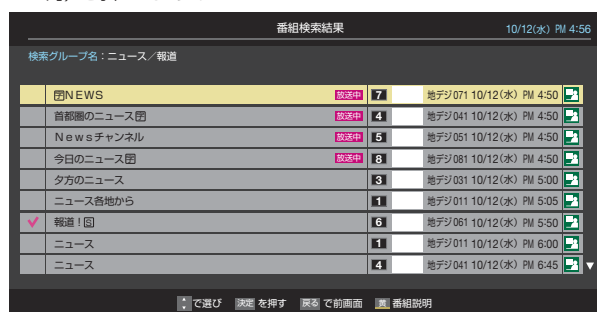 番組検索結果 10/12(水) PM 4:56
検索グループ名：ニュース／報道
字NEWS 放送中 7 地デジ071 10/12(水) PM 4:50
首都圏のニュース字 放送中 4 地デジ041 10/12(水) PM 4:50
Newsチャンネル 放送中 5 地デジ051 10/12(水) PM 4:50
今日のニュース字 放送中 8 地デジ081 10/12(水) PM 4:50
夕方のニュース 3 地デジ031 10/12(水) PM 5:00
ニュース各地から 1 地デジ011 10/12(水) PM 5:05
報道！S 6 地デジ061 10/12(水) PM 5:50
ニュース 1 地デジ011 10/12(水) PM 6:00
ニュース 4 地デジ041 10/12(水) PM 6:45
で選び 決定 を押す 戻る で前画面 黄 番組説明